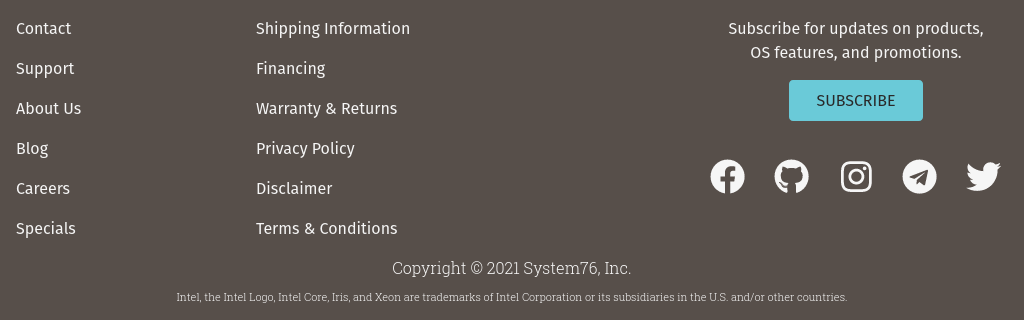 Contact
Support
About Us
Blog
Careers
Specials
Shipping Information
Financing
Warranty & Returns
Privacy Policy
Disclaimer
Terms & Conditions
Subscribe for updates on products,
OS features, and promotions.
SUBSCRIBE
Copyright © 2021 System76, Inc.
Intel, the Intel Logo, Intel Core, Iris, and Xeon are trademarks of Intel Corporation or its subsidiaries in the U.S. and/or other countries.